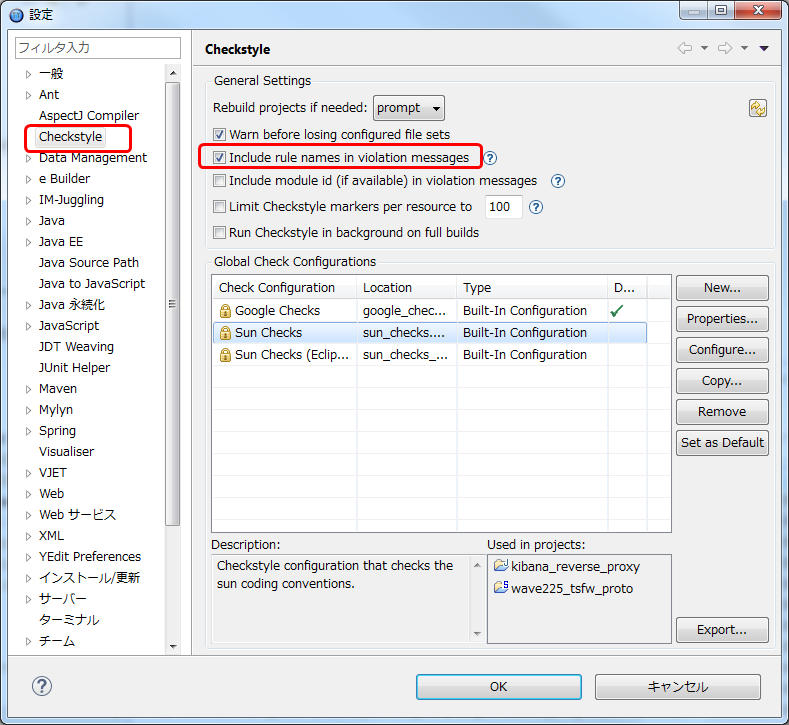 設定
フィルタ入力
一般
Ant
AspectJ Compiler
Checkstyle
Data Management
e Builder
IM-Juggling
Java
Java EE
Java Source Path
Java to JavaScript
Java 永続化
JavaScript
JDT Weaving
JUnit Helper
Maven
Mylyn
Spring
Visualiser
VJET
Web
Web サービス
XML
YEdit Preferences
インストール/更新
サーバー
ターミナル
チーム
Checkstyle
General Settings
Rebuild projects if needed: prompt
Warn before losing configured file sets
Include rule names in violation messages
Include module id (if available) in violation messages
Limit Checkstyle markers per resource to 100
Run Checkstyle in background on full builds
Global Check Configurations
Check Configuration Location Type D...
Google Checks google_chec... Built-In Configuration
Sun Checks sun_checks.... Built-In Configuration
Sun Checks (Eclip... sun_checks_... Built-In Configuration
New...
Properties...
Configure...
Copy...
Remove
Set as Default
Description:
Checkstyle configuration that checks the
sun coding conventions.
Used in projects:
kibana_reverse_proxy
wave225_tsfw_proto
Export...
OK
キャンセル